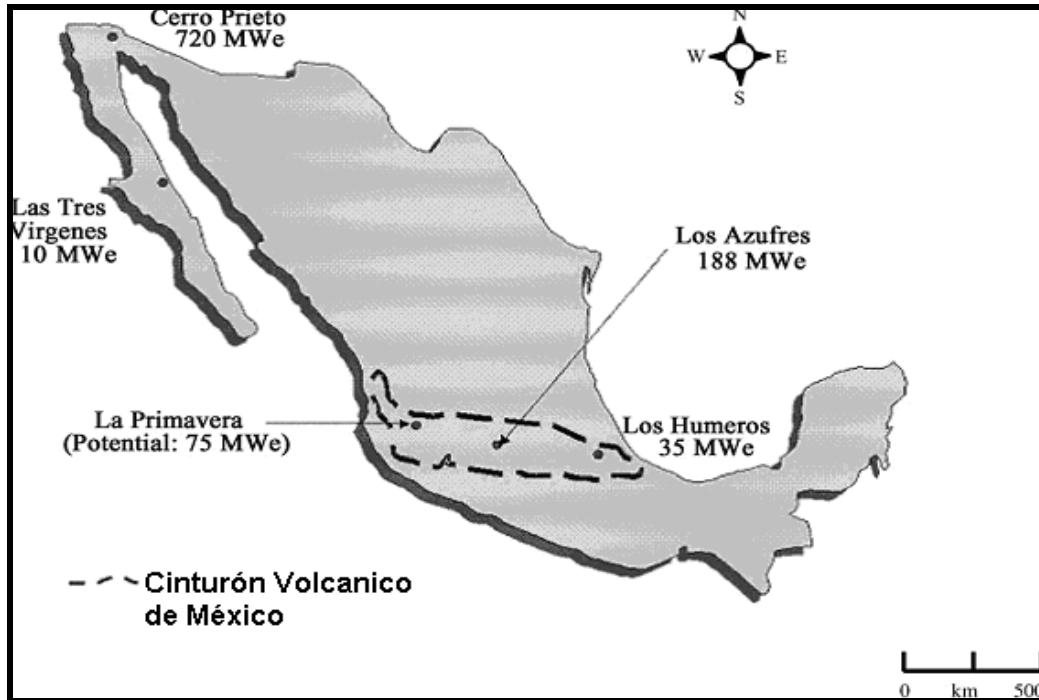 Cerro Prieto
720 MWe
N
W
E
S
Las Tres
Virgenes
10 MWe
Los Azufres
188 MWe
La Primavera
(Potential: 75 MWe)
Los Humeros
35 MWe
Cinturón Volcanico
de México
0 km 500